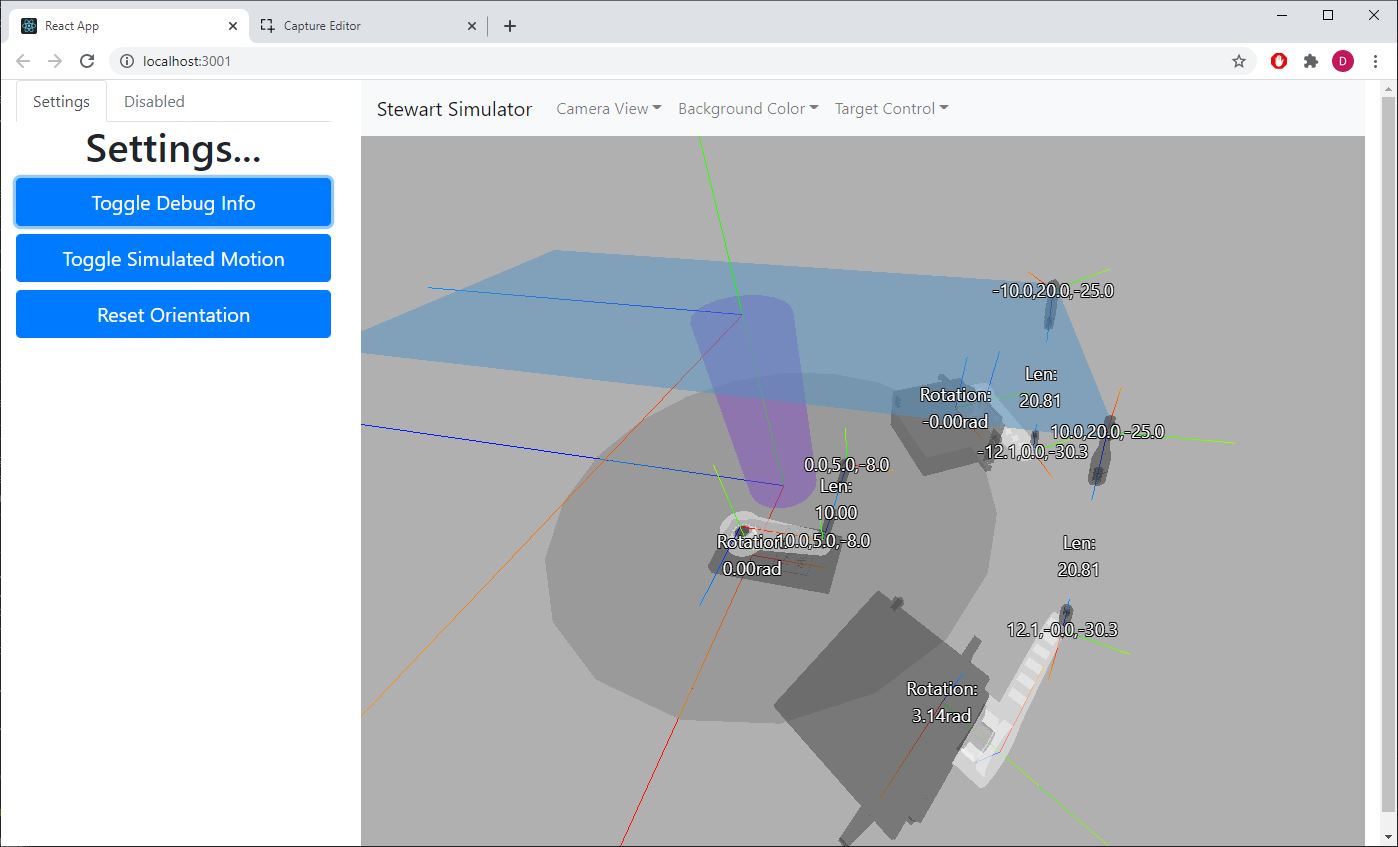 React App
Capture Editor
localhost:3001
D
Settings
Disabled
Stewart Simulator
Camera View
Background Color
Target Control
Settings...
Toggle Debug Info
Toggle Simulated Motion
Reset Orientation
-10.0,20.0,-25.0
Len:
20.81
Rotation:
-0.00rad
10.0,20.0,-25.0
-12.1,0.0,-30.3
0.0,5.0,-8.0
Len:
10.00
Rotation:
0.00rad
10.0,5.0,-8.0
Len:
20.81
12.1,-0.0,-30.3
Rotation:
3.14rad